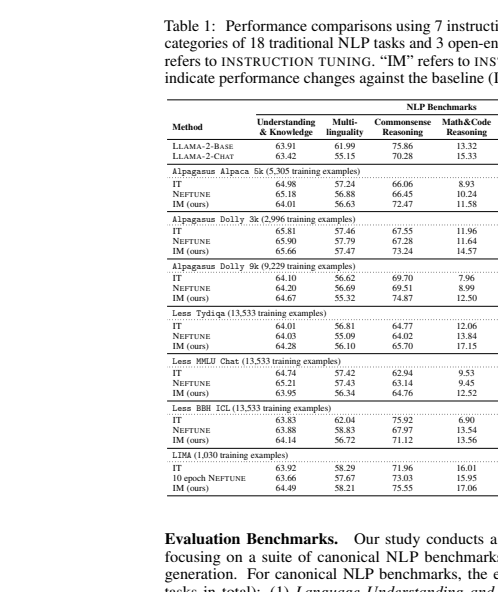 Table 1: Performance comparisons using 7 instructi
categories of 18 traditional NLP tasks and 3 open-en
refers to INSTRUCTION TUNING. “IM” refers to INS
indicate performance changes against the baseline (I
NLP Benchmarks
Method Understanding & Knowledge Multi-linguality Commonsense Reasoning Math&Code Reasoning
LLAMA-2-BASE 63.91 61.99 75.86 13.32
LLAMA-2-CHAT 63.42 55.15 70.28 15.33
Alpagasus Alpaca 5k (5,305 training examples)
IT 64.98 57.24 66.06 8.93
NEFTUNE 65.18 56.88 66.45 10.24
IM (ours) 64.01 56.63 72.47 11.58
Alpagasus Dolly 3k (2,996 training examples)
IT 65.81 57.46 67.55 11.96
NEFTUNE 65.90 57.79 67.28 11.64
IM (ours) 65.66 57.47 73.24 14.57
Alpagasus Dolly 9k (9,229 training examples)
IT 64.10 56.62 69.70 7.96
NEFTUNE 64.20 56.69 69.51 8.99
IM (ours) 64.67 55.32 74.87 12.50
Less Tydiqa (13,533 training examples)
IT 64.01 56.81 64.77 12.06
NEFTUNE 64.03 55.09 64.02 13.84
IM (ours) 64.28 56.10 65.70 17.15
Less MMLU Chat (13,533 training examples)
IT 64.74 57.42 62.94 9.53
NEFTUNE 65.21 57.43 63.14 9.45
IM (ours) 63.95 56.34 64.76 12.52
Less BBH ICL (13,533 training examples)
IT 63.83 62.04 75.92 6.90
NEFTUNE 63.88 58.83 67.97 13.54
IM (ours) 64.14 56.72 71.12 13.56
LIMA (1,030 training examples)
IT 63.92 58.29 71.96 16.01
10 epoch NEFTUNE 63.66 57.67 73.03 15.95
IM (ours) 64.49 58.21 75.55 17.06
Evaluation Benchmarks. Our study conducts a
focusing on a suite of canonical NLP benchmarks
generation. For canonical NLP benchmarks, the e
tasks in total): (1) Language Understanding and